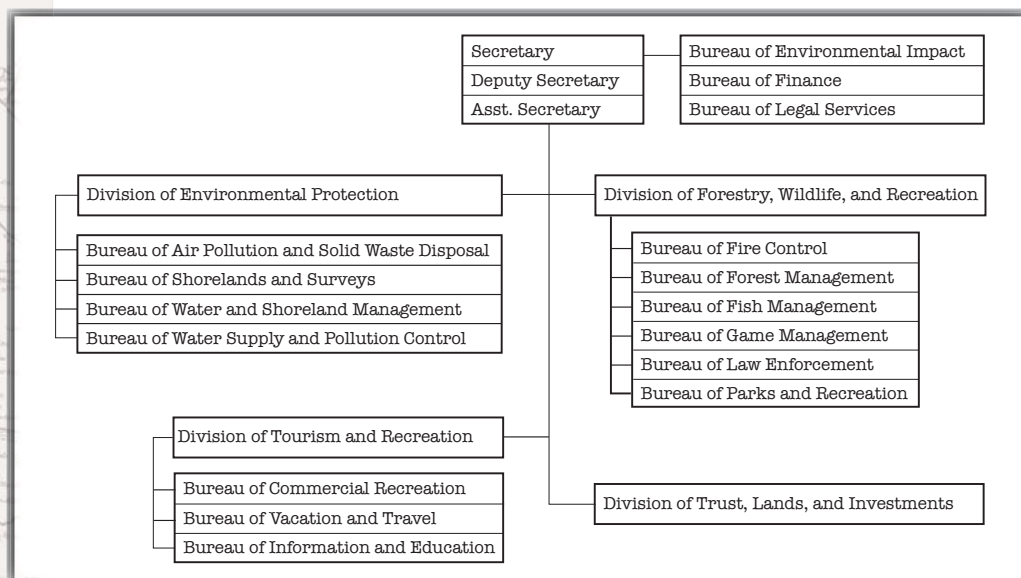 Secretary
Deputy Secretary
Asst. Secretary
Bureau of Environmental Impact
Bureau of Finance
Bureau of Legal Services
Division of Environmental Protection
Bureau of Air Pollution and Solid Waste Disposal
Bureau of Shorelands and Surveys
Bureau of Water and Shoreland Management
Bureau of Water Supply and Pollution Control
Division of Forestry, Wildlife, and Recreation
Bureau of Fire Control
Bureau of Forest Management
Bureau of Fish Management
Bureau of Game Management
Bureau of Law Enforcement
Bureau of Parks and Recreation
Division of Tourism and Recreation
Bureau of Commercial Recreation
Bureau of Vacation and Travel
Bureau of Information and Education
Division of Trust, Lands, and Investments